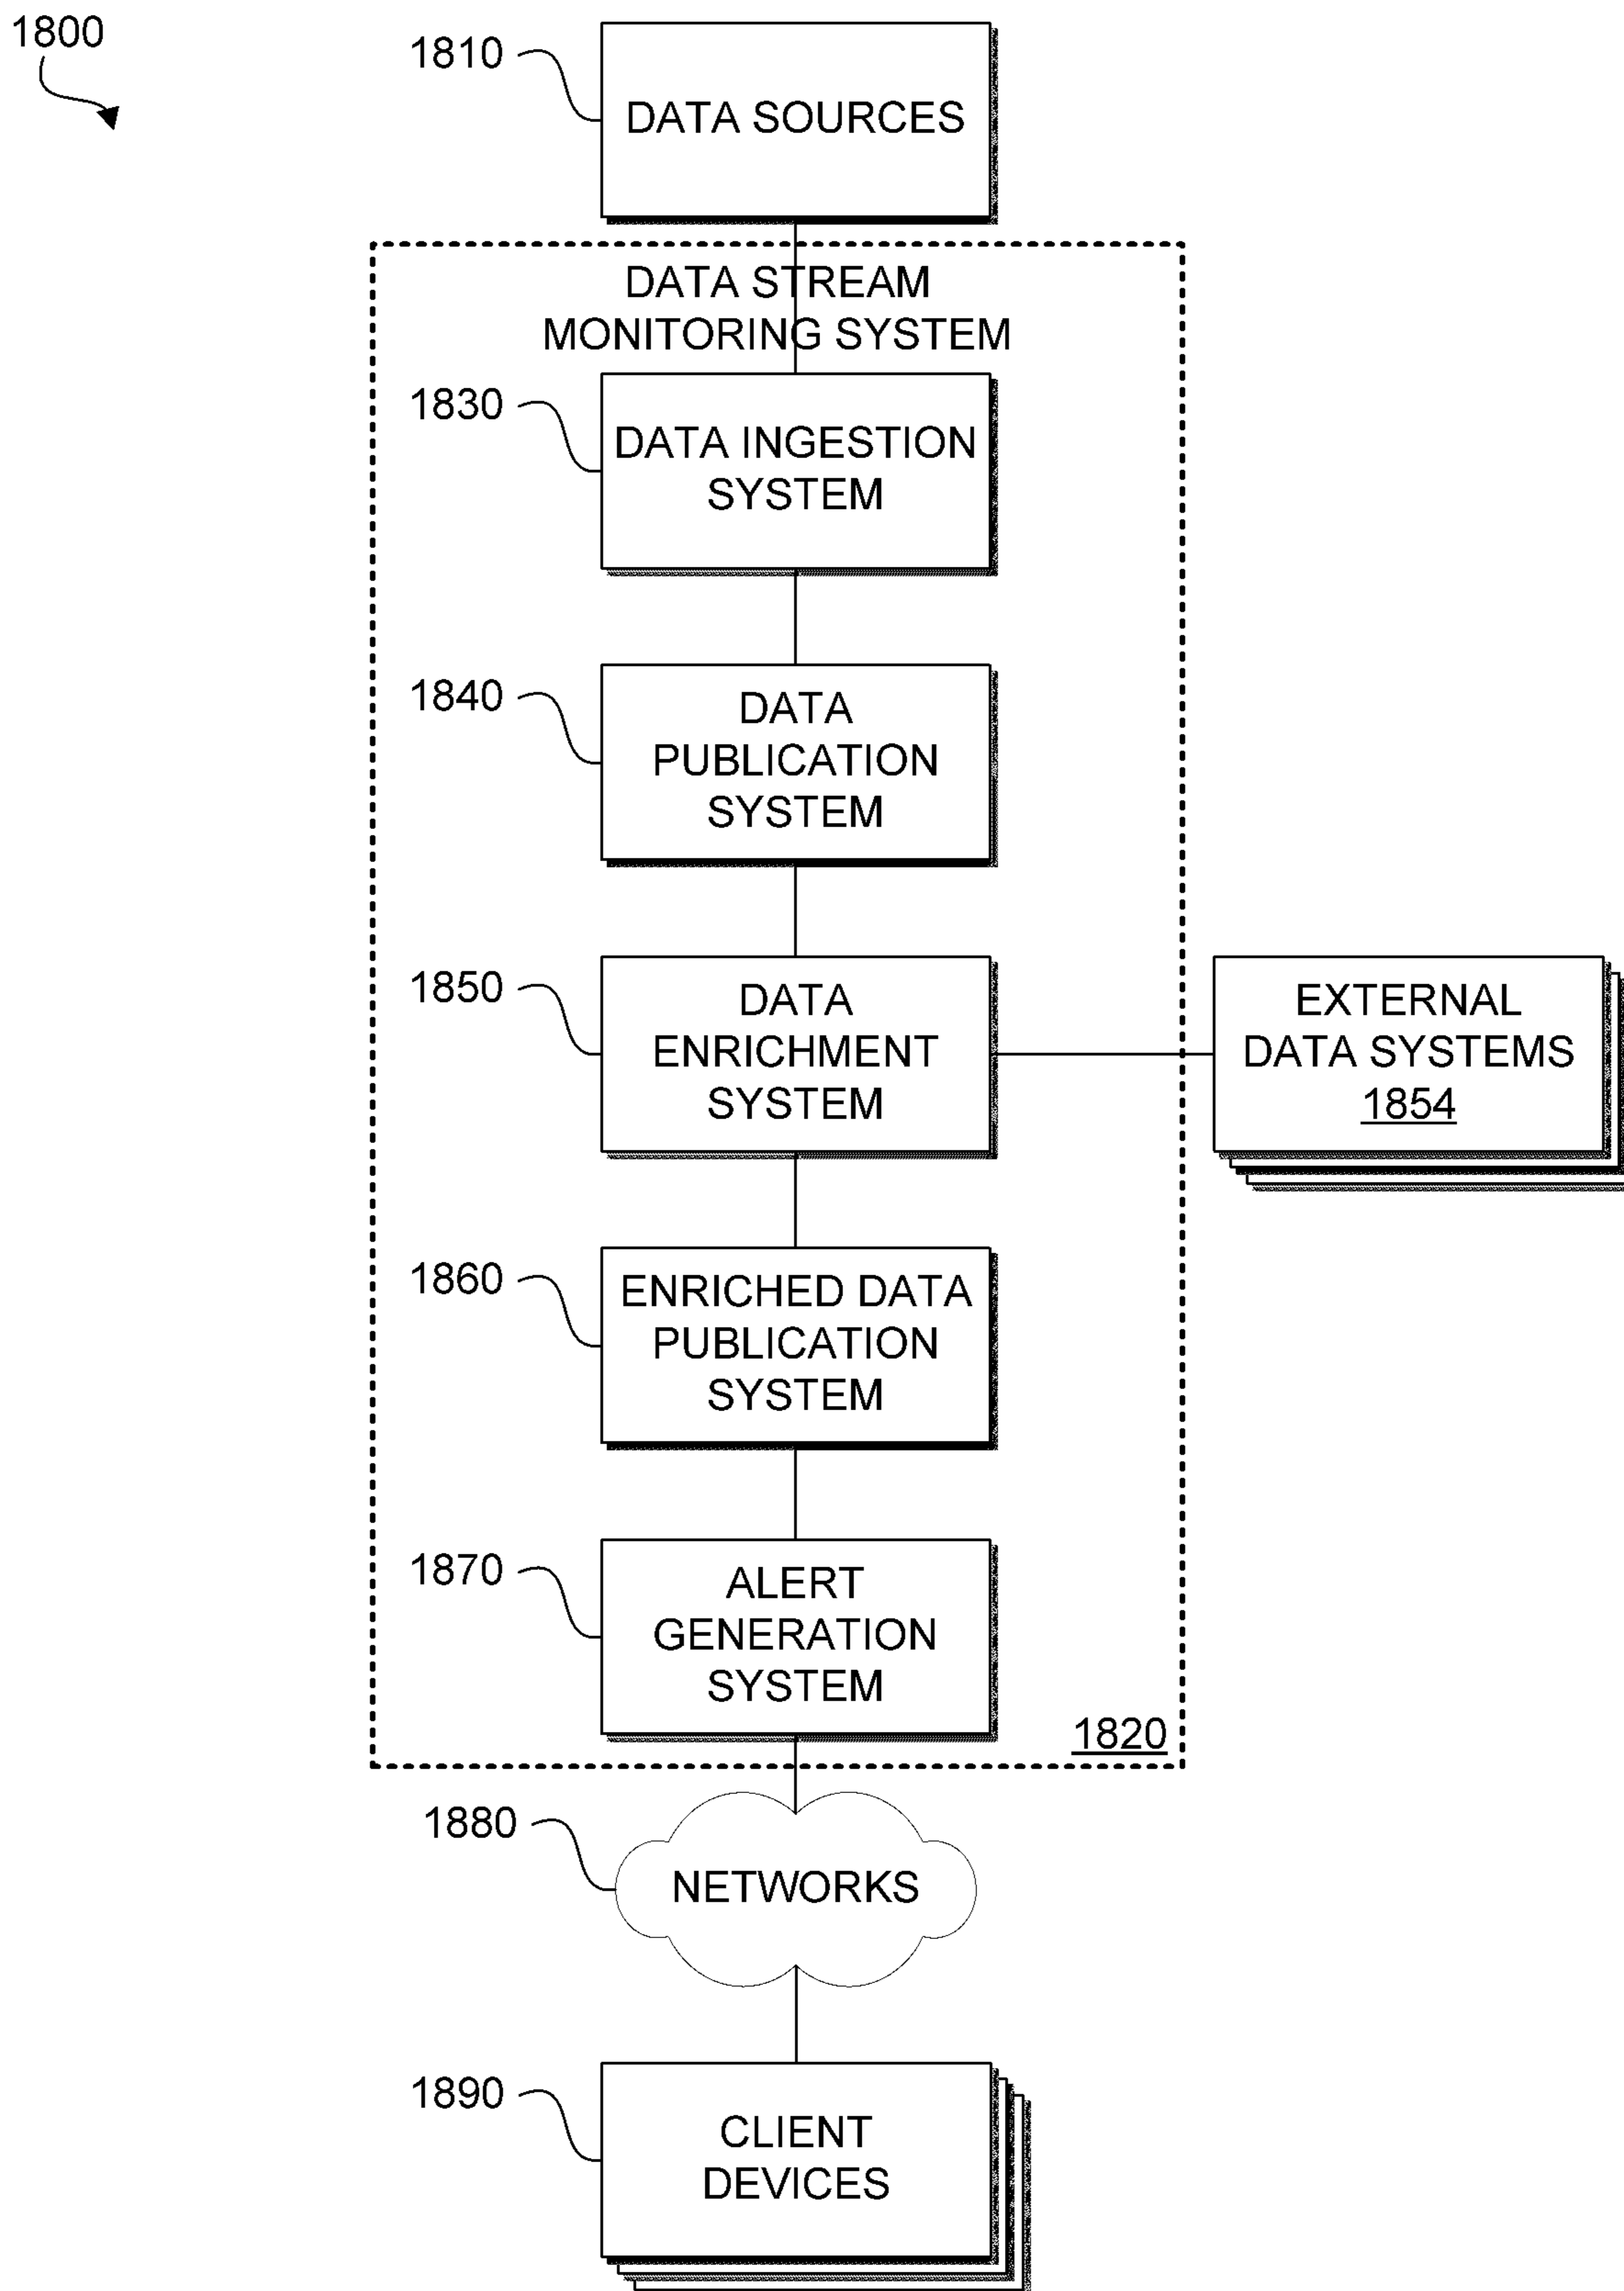 1800
1810
DATA SOURCES
DATA STREAM
MONITORING SYSTEM
1830
DATA INGESTION
SYSTEM
1840
DATA
PUBLICATION
SYSTEM
1850
DATA
ENRICHMENT
SYSTEM
EXTERNAL
DATA SYSTEMS
1854
1860
ENRICHED DATA
PUBLICATION
SYSTEM
1870
ALERT
GENERATION
SYSTEM
1820
1880
NETWORKS
1890
CLIENT
DEVICES